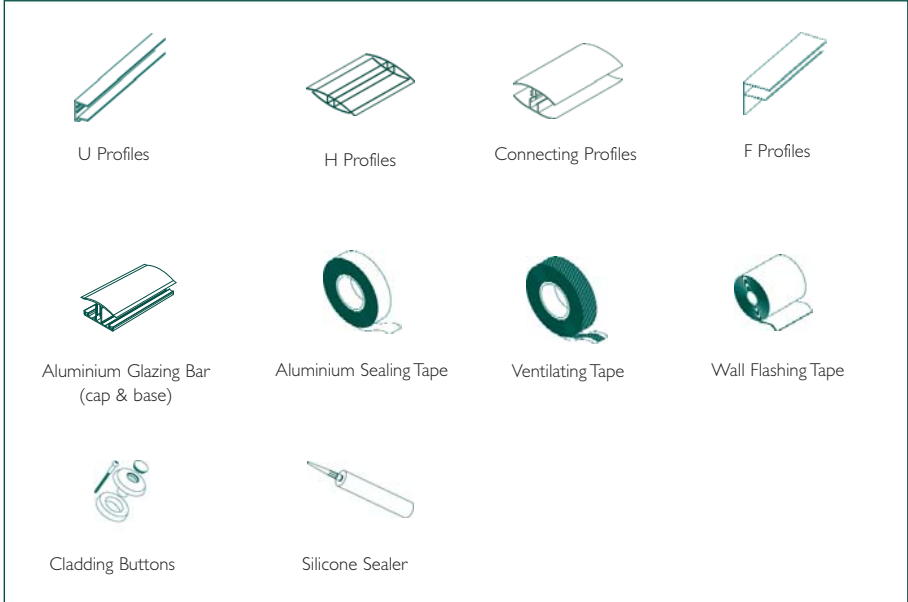 U Profiles
H Profiles
Connecting Profiles
F Profiles
Aluminium Glazing Bar
(cap & base)
Aluminium Sealing Tape
Ventilating Tape
Wall Flashing Tape
Cladding Buttons
Silicone Sealer